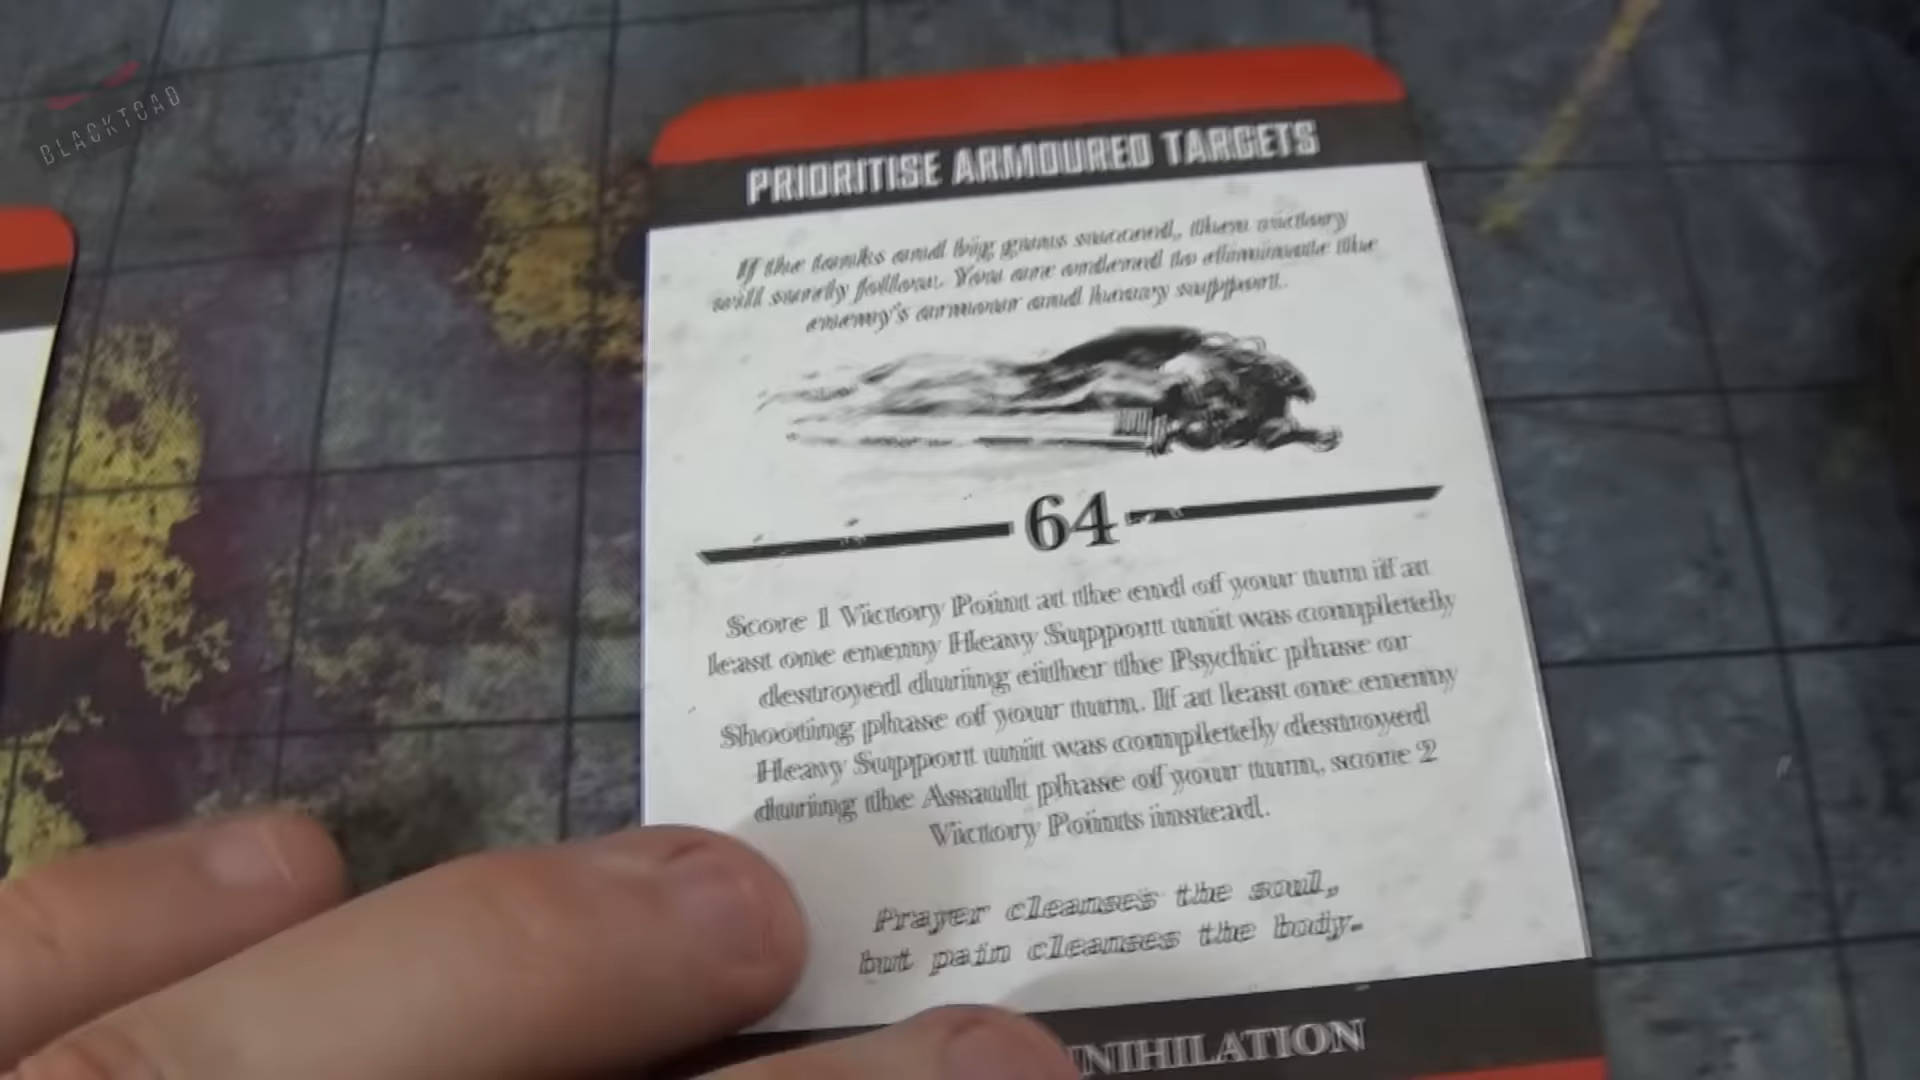 BLACKTOAD
PRIORITISE ARMOURED TARGETS
If the tanks and big guns succeed, then victory
will surely follow. You are ordered to eliminate the
enemy's armour and heavy support.
64
Score 1 Victory Point at the end of your turn if at
least one enemy Heavy Support unit was completely
destroyed during either the Psychic phase or
Shooting phase of your turn. If at least one enemy
Heavy Support unit was completely destroyed
during the Assault phase of your turn, score 2
Victory Points instead.
Prayer cleanses the soul,
but pain cleanses the body.
NNIHILATION